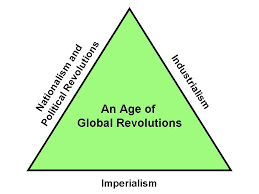 Nationalism and
Political Revolutions
Industrialism
An Age of
Global Revolutions
Imperialism